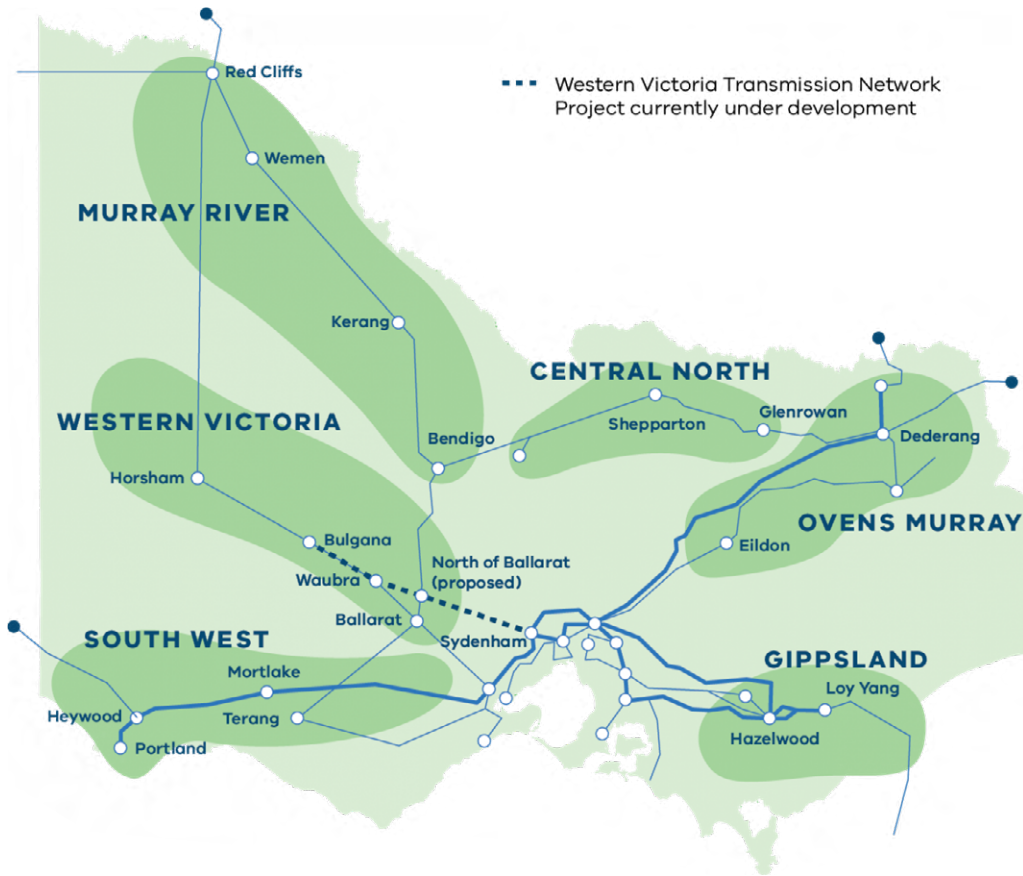 Red Cliffs
Western Victoria Transmission Network
Project currently under development
Wemen
MURRAY RIVER
Kerang
CENTRAL NORTH
WESTERN VICTORIA
Glenrowan
Shepparton
Bendigo
Dederang
Horsham
OVENS MURRAY
Bulgana
Eildon
North of Ballarat
(proposed)
Waubra
Ballarat
SOUTH WEST
Sydenham
GIPPSLAND
Mortlake
Loy Yang
Heywood
Terang
Hazelwood
Portland